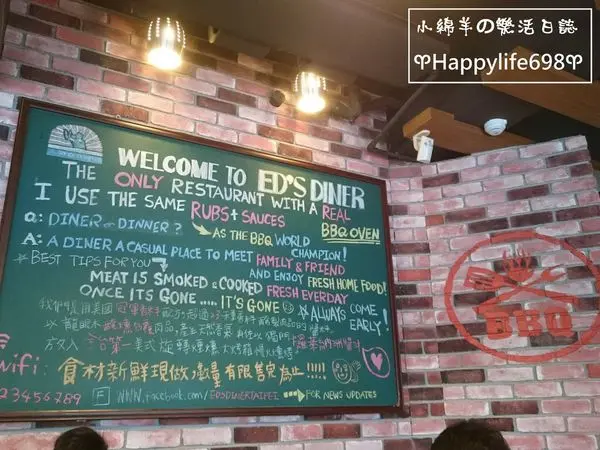 小綿羊の樂活日誌
♡Happylife698♡
WELCOME TO ED'S DINER
THE ONLY RESTAURANT WITH A REAL
BBQ OVEN
I USE THE SAME RUBS + SAUCES
AS THE BBQ WORLD CHAMPION!
Q: DINER or DINNER?
A: A DINER A CASUAL PLACE TO MEET FAMILY & FRIEND
AND ENJOY FRESH HOME FOOD!
BEST TIPS FOR YOU
MEAT IS SMOKED & COOKED FRESH EVERDAY
ONCE ITS GONE ..... IT'S GONE
ALWAYS COME EARLY!
食材新鮮現做,數量有限售完為止!!!!
WiFi:
23456789
WWW.facebook.com/EDSDINERTAIPEI
FOR NEWS UPDATES
BBQ